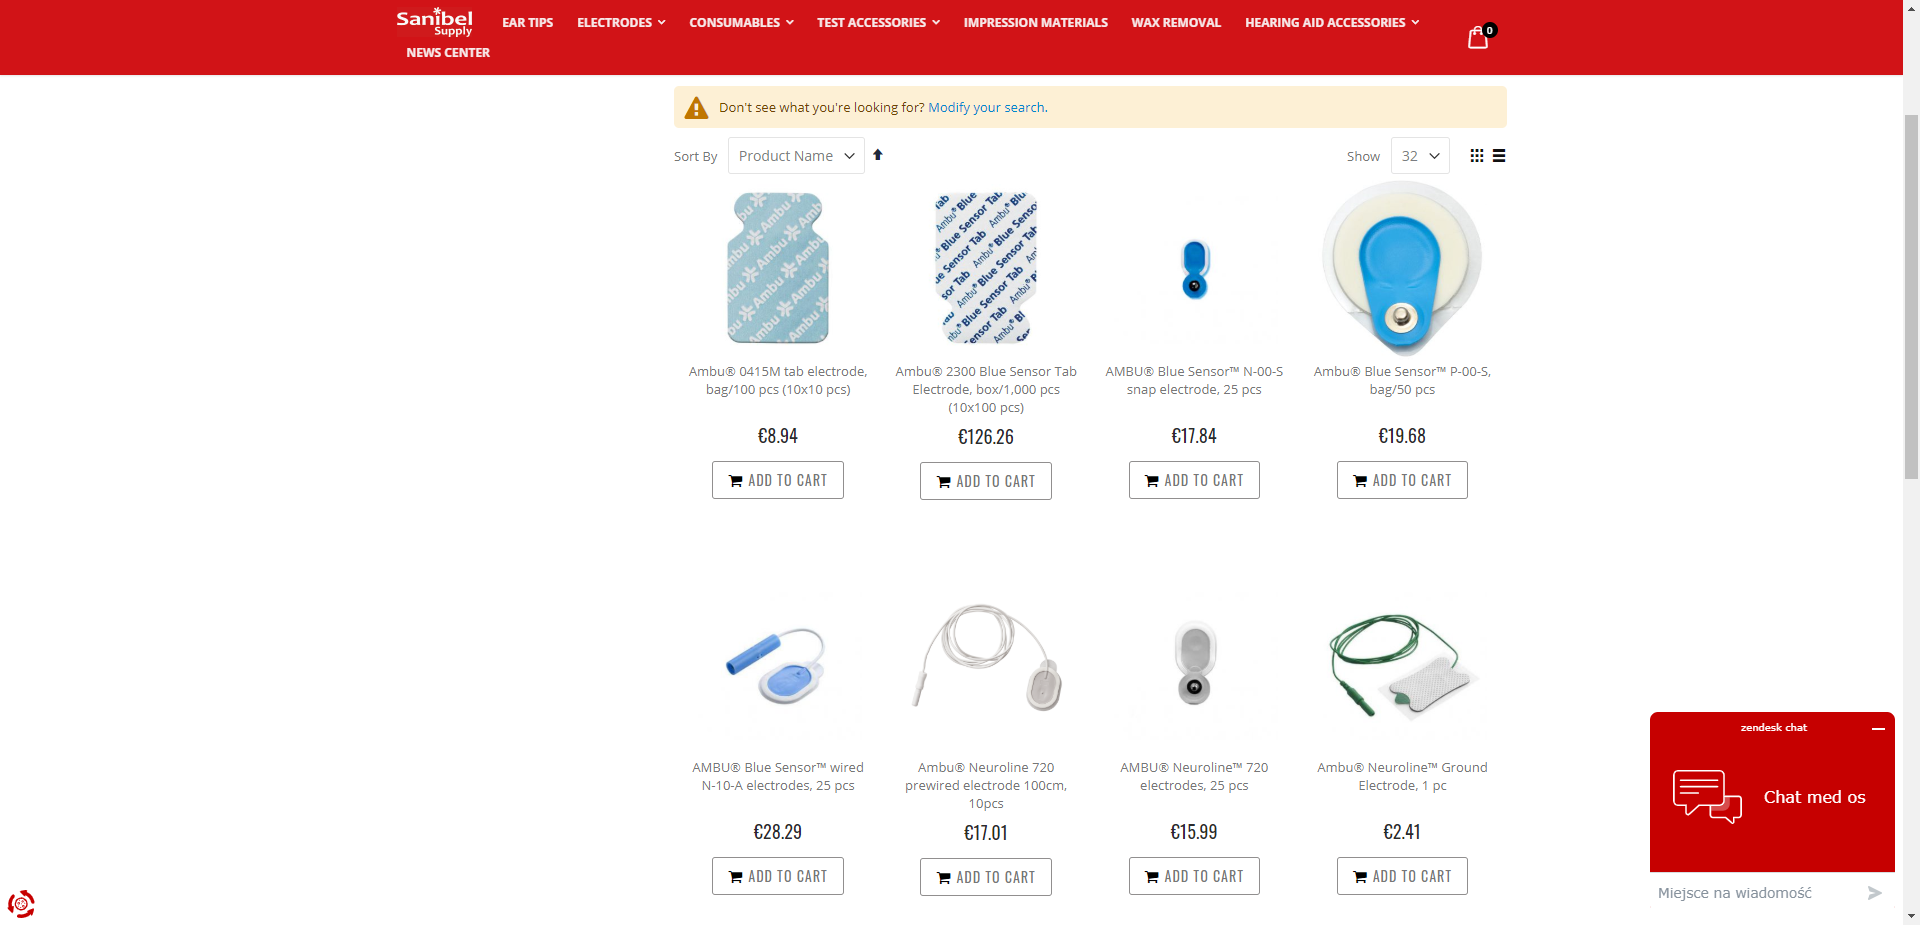 Sanibel
Supply
EAR TIPS
ELECTRODES
CONSUMABLES
TEST ACCESSORIES
IMPRESSION MATERIALS
WAX REMOVAL
HEARING AID ACCESSORIES
0
NEWS CENTER
Don't see what you're looking for? Modify your search.
Sort By
Product Name
Show
32
Ambu® 0415M tab electrode,
bag/100 pcs (10x10 pcs)
€8.94
ADD TO CART
Ambu® 2300 Blue Sensor Tab
Electrode, box/1,000 pcs
(10x100 pcs)
€126.26
ADD TO CART
AMBU® Blue Sensor™ N-00-S
snap electrode, 25 pcs
€17.84
ADD TO CART
Ambu® Blue Sensor™ P-00-S,
bag/50 pcs
€19.68
ADD TO CART
AMBU® Blue Sensor™ wired
N-10-A electrodes, 25 pcs
€28.29
ADD TO CART
Ambu® Neuroline 720
prewired electrode 100cm,
10pcs
€17.01
ADD TO CART
AMBU® Neuroline™ 720
electrodes, 25 pcs
€15.99
ADD TO CART
Ambu® Neuroline™ Ground
Electrode, 1 pc
€2.41
ADD TO CART
zendesk chat
Chat med os
Miejsce na wiadomość